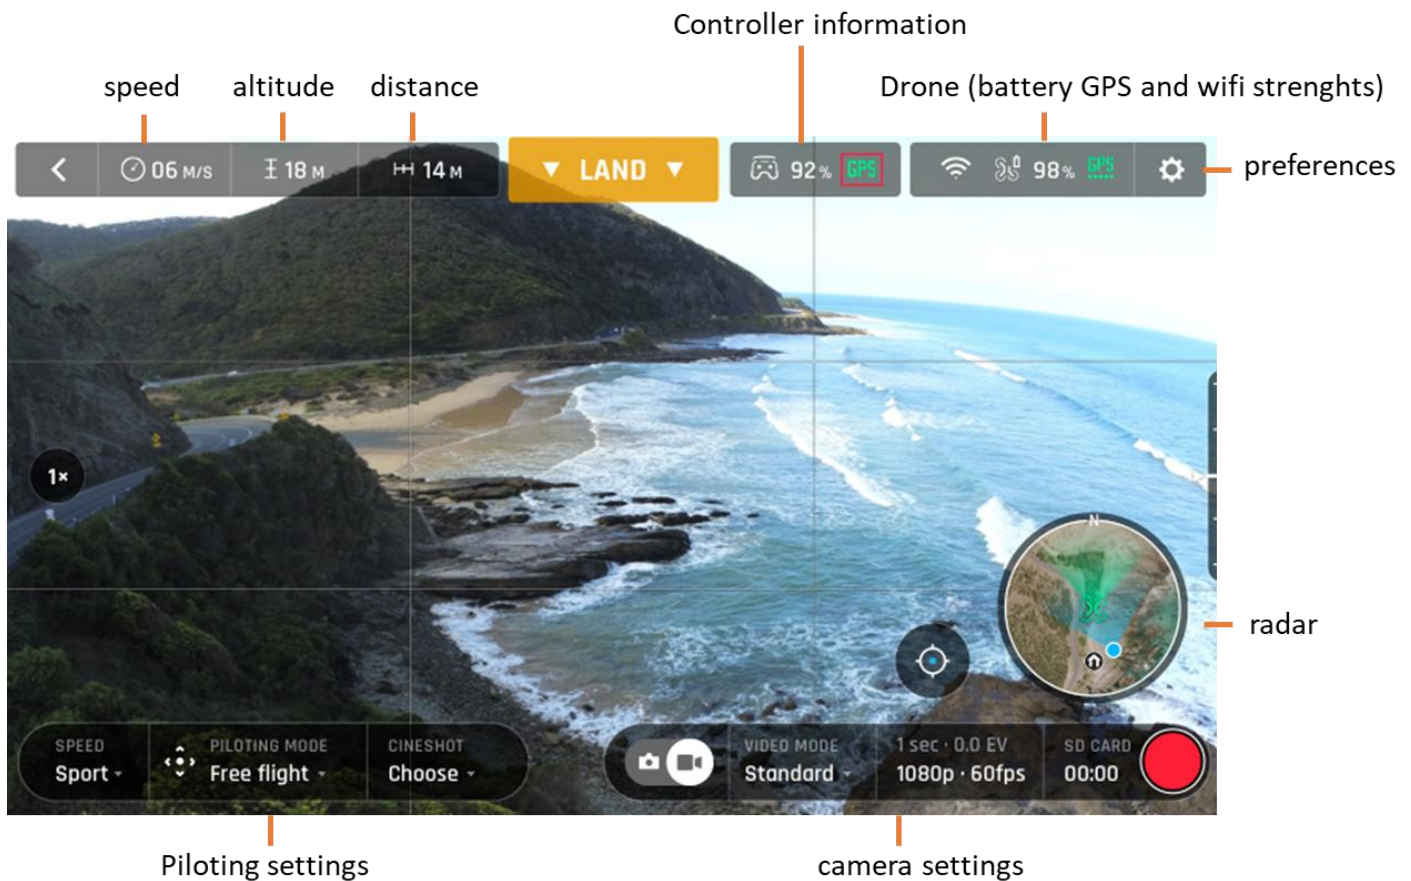 Controller information
speed altitude distance
Drone (battery GPS and wifi strenghts)
06 M/S 18 M 14 M LAND 92% GPS 98% GPS
preferences
1×
N
radar
SPEED PILOTING MODE CINESHOT
Sport Free flight Choose
VIDEO MODE 1 sec · 0.0 EV SD CARD
Standard 1080p · 60fps 00:00
Piloting settings camera settings